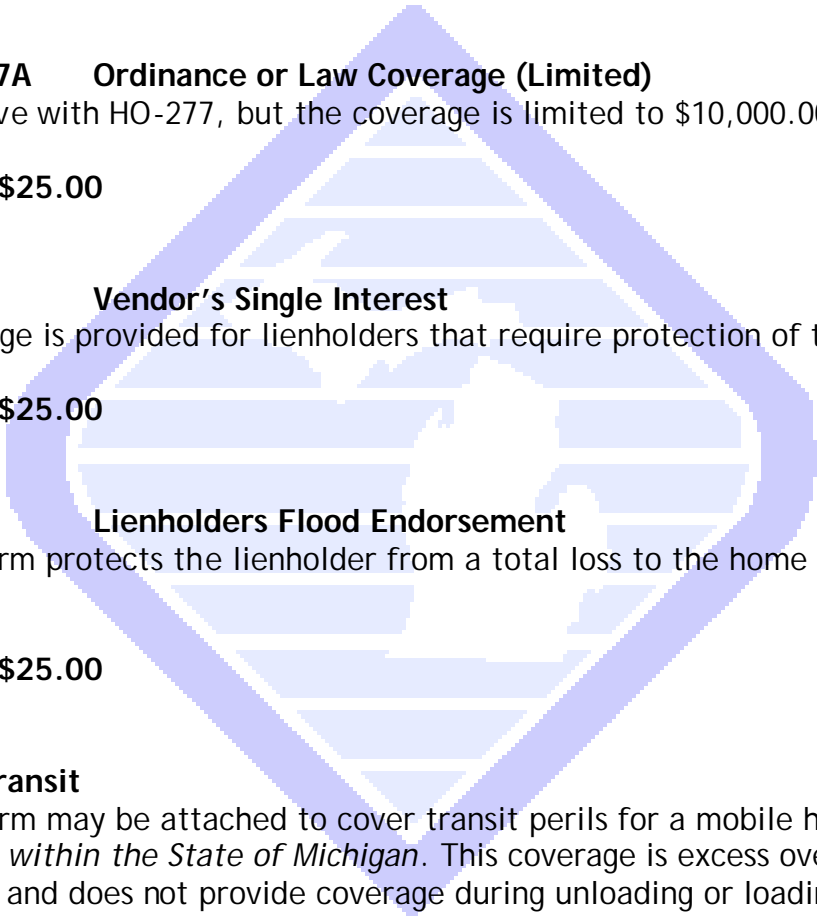 7A Ordinance or Law Coverage (Limited)
ve with HO-277, but the coverage is limited to $10,000.00
$25.00
Vendor’s Single Interest
ge is provided for lienholders that require protection of t
$25.00
Lienholders Flood Endorsement
rm protects the lienholder from a total loss to the home
$25.00
ransit
rm may be attached to cover transit perils for a mobile h
within the State of Michigan. This coverage is excess ove
and does not provide coverage during unloading or loadin